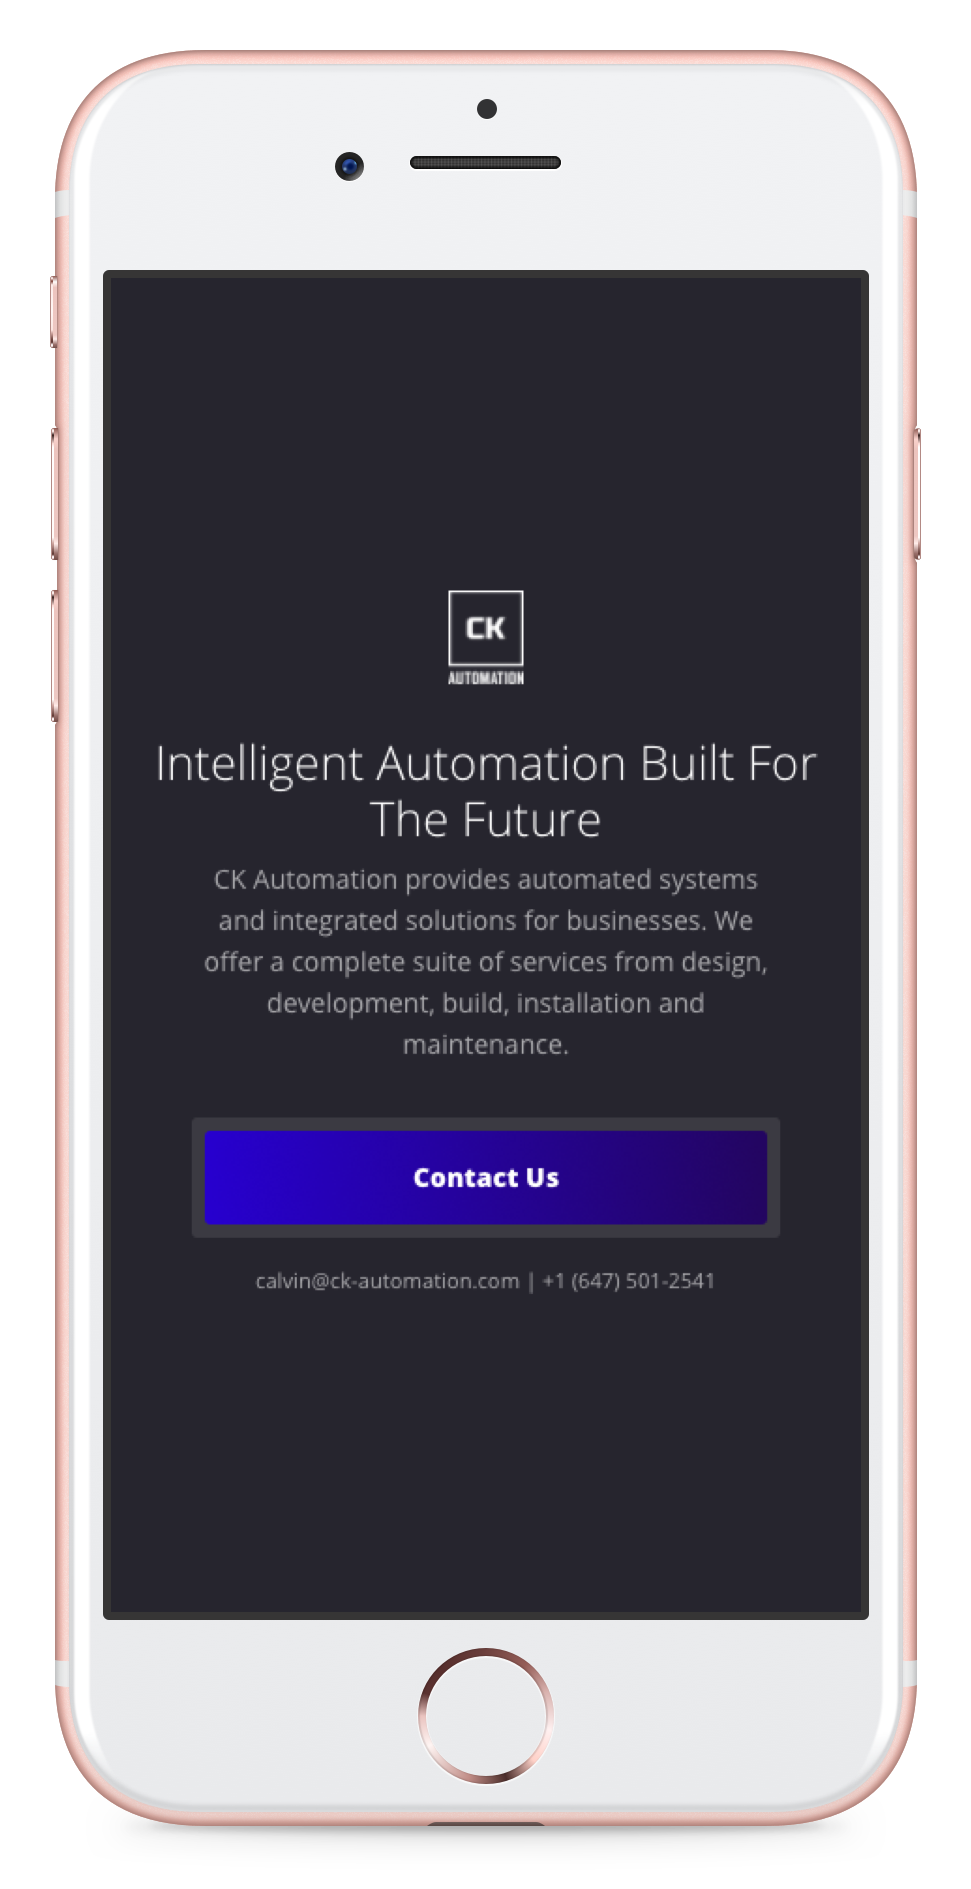 CK
AUTOMATION
Intelligent Automation Built For
The Future
CK Automation provides automated systems
and integrated solutions for businesses. We
offer a complete suite of services from design,
development, build, installation and
maintenance.
Contact Us
calvin@ck-automation.com | +1 (647) 501-2541